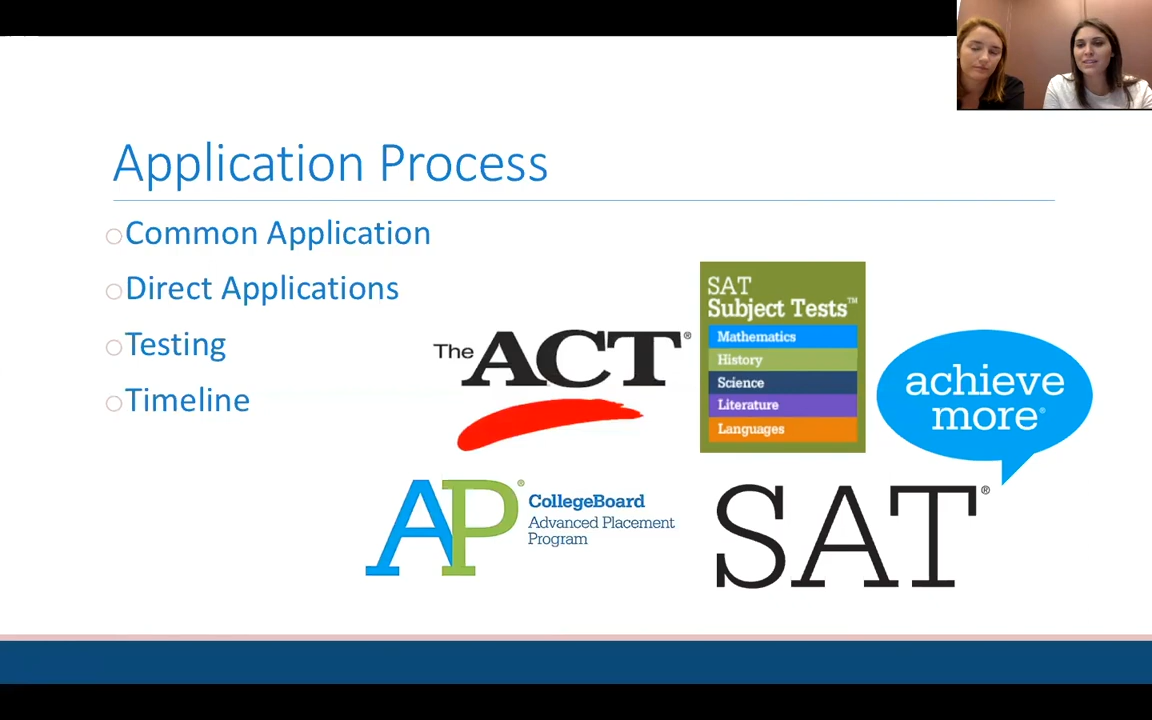 Application Process
Common Application
Direct Applications
Testing
Timeline
The ACT®
SAT
Subject Tests™
Mathematics
History
Science
Literature
Languages
achieve
more®
AP®
CollegeBoard
Advanced Placement
Program
SAT®